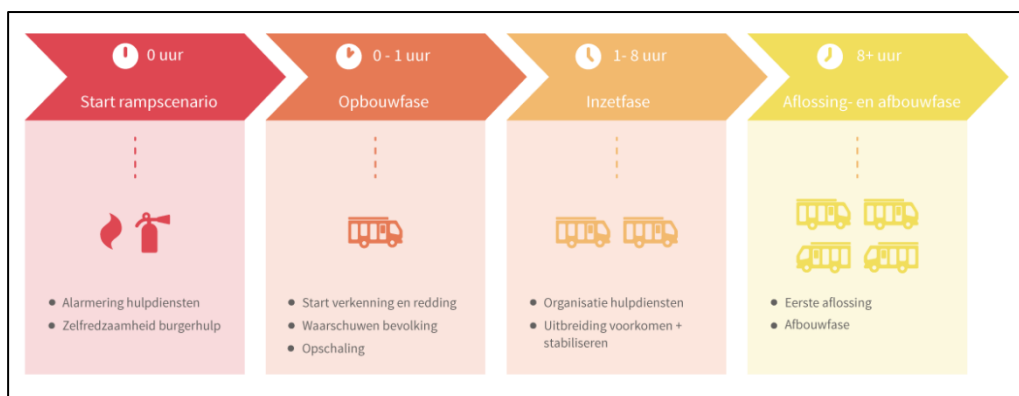 0 uur
Start rampscenario
• Alarmering hulpdiensten
• Zelfredzaamheid burgerhulp
0 - 1 uur
Opbouwfase
• Start verkenning en redding
• Waarschuwen bevolking
• Opschaling
1- 8 uur
Inzetfase
• Organisatie hulpdiensten
• Uitbreiding voorkomen +
stabiliseren
8+ uur
Aflossing- en afbouwfase
• Eerste aflossing
• Afbouwfase